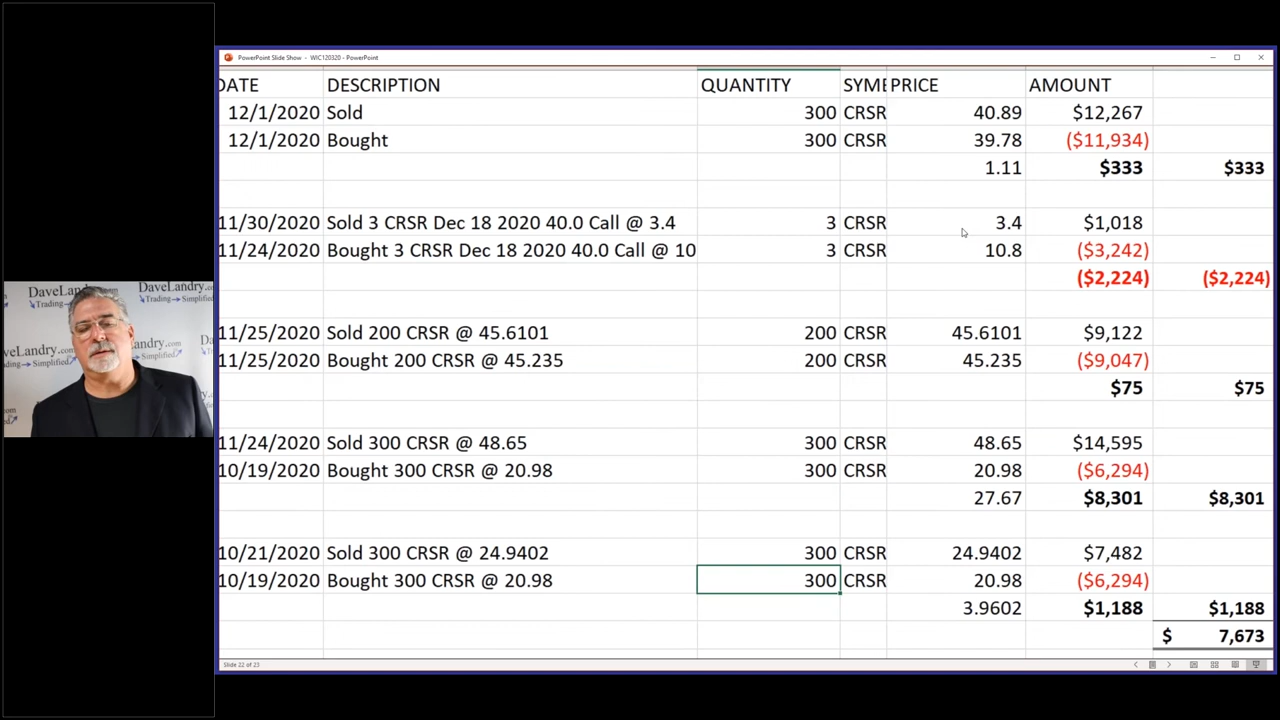 PowerPoint Slide Show - WIC120320 - PowerPoint
DATE DESCRIPTION QUANTITY SYME PRICE AMOUNT
12/1/2020 Sold 300 CRSR 40.89 $12,267
12/1/2020 Bought 300 CRSR 39.78 ($11,934)
1.11 $333 $333
11/30/2020 Sold 3 CRSR Dec 18 2020 40.0 Call @ 3.4 3 CRSR 3.4 $1,018
11/24/2020 Bought 3 CRSR Dec 18 2020 40.0 Call @ 10 3 CRSR 10.8 ($3,242)
($2,224) ($2,224)
11/25/2020 Sold 200 CRSR @ 45.6101 200 CRSR 45.6101 $9,122
11/25/2020 Bought 200 CRSR @ 45.235 200 CRSR 45.235 ($9,047)
$75 $75
11/24/2020 Sold 300 CRSR @ 48.65 300 CRSR 48.65 $14,595
10/19/2020 Bought 300 CRSR @ 20.98 300 CRSR 20.98 ($6,294)
27.67 $8,301 $8,301
10/21/2020 Sold 300 CRSR @ 24.9402 300 CRSR 24.9402 $7,482
10/19/2020 Bought 300 CRSR @ 20.98 300 CRSR 20.98 ($6,294)
3.9602 $1,188 $1,188
$ 7,673
Slide 22 of 23
DaveLandry.com
Trading Simplified